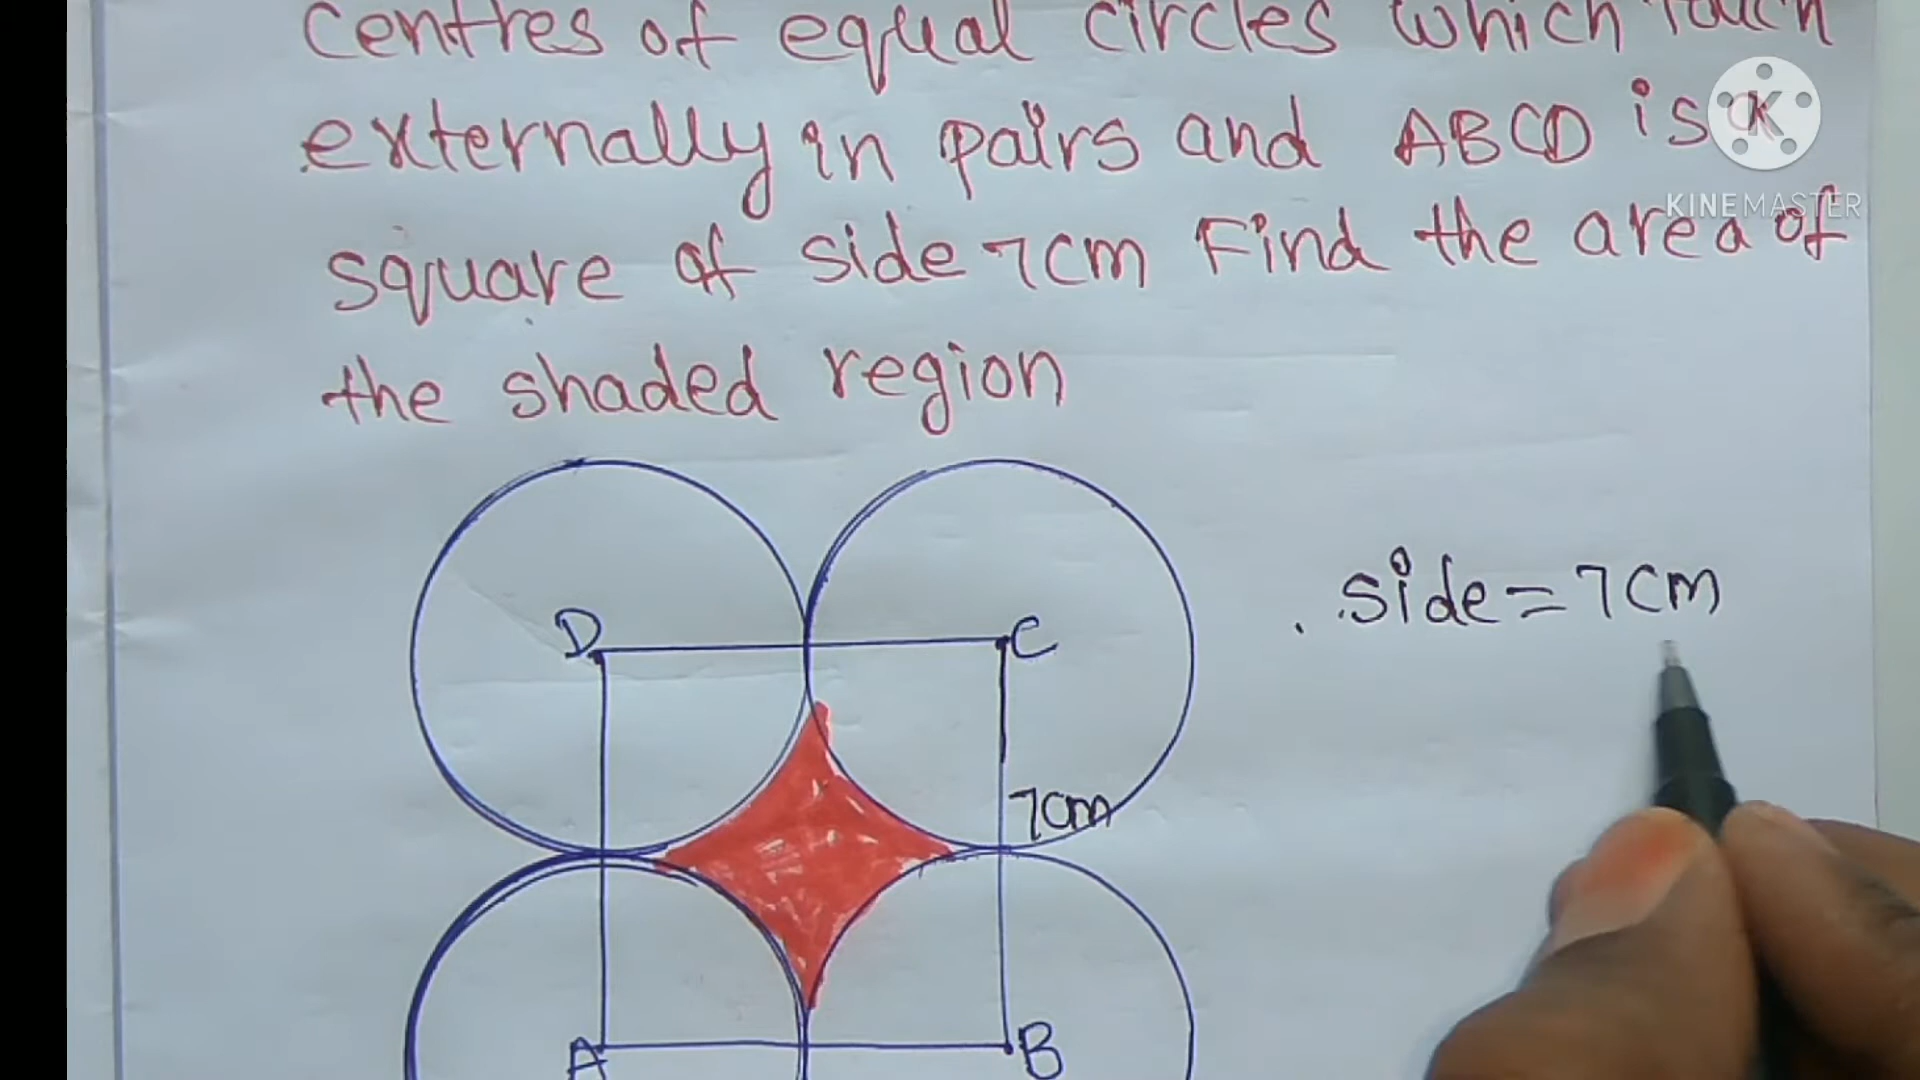 centres of equal circles which touch
externally in pairs and ABCD is a
K
KINEMASTER
square of side 7cm Find the area of
the shaded region
D
C
side=7cm
7cm
A
B